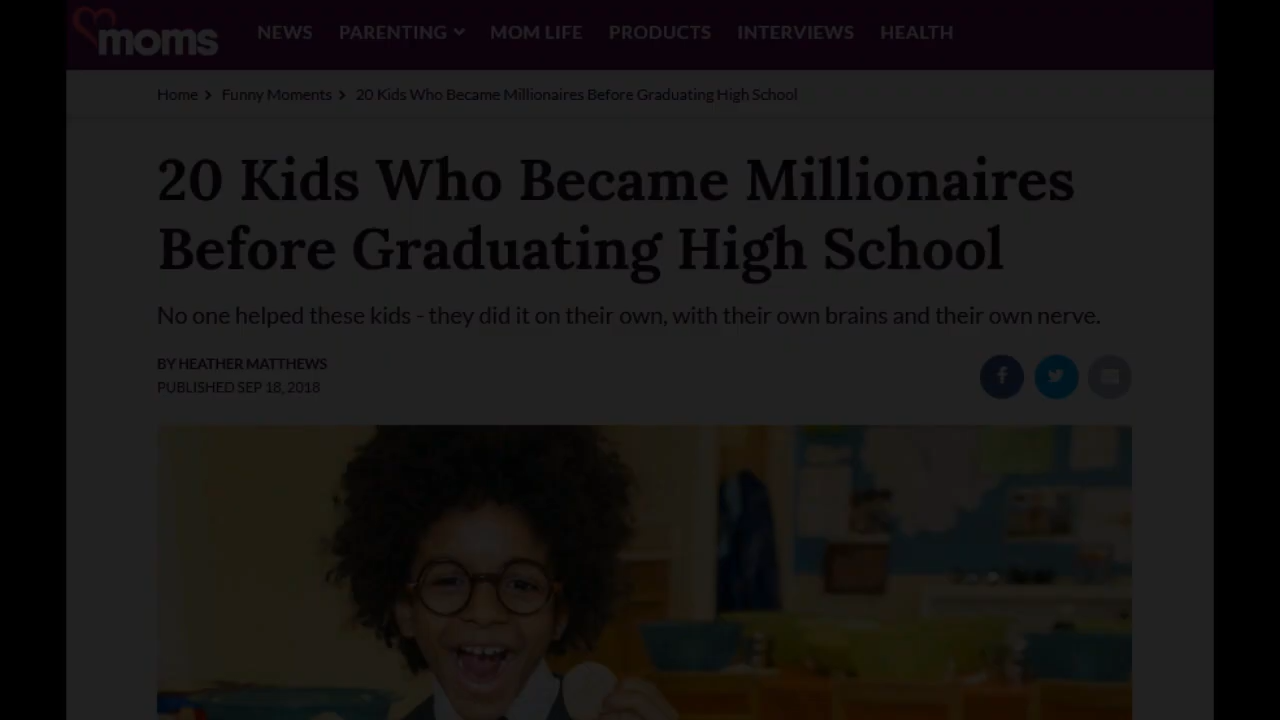 moms
NEWS PARENTING MOM LIFE PRODUCTS INTERVIEWS HEALTH
Home > Funny Moments > 20 Kids Who Became Millionaires Before Graduating High School
20 Kids Who Became Millionaires
Before Graduating High School
No one helped these kids - they did it on their own, with their own brains and their own nerve.
BY HEATHER MATTHEWS
PUBLISHED SEP 18, 2018